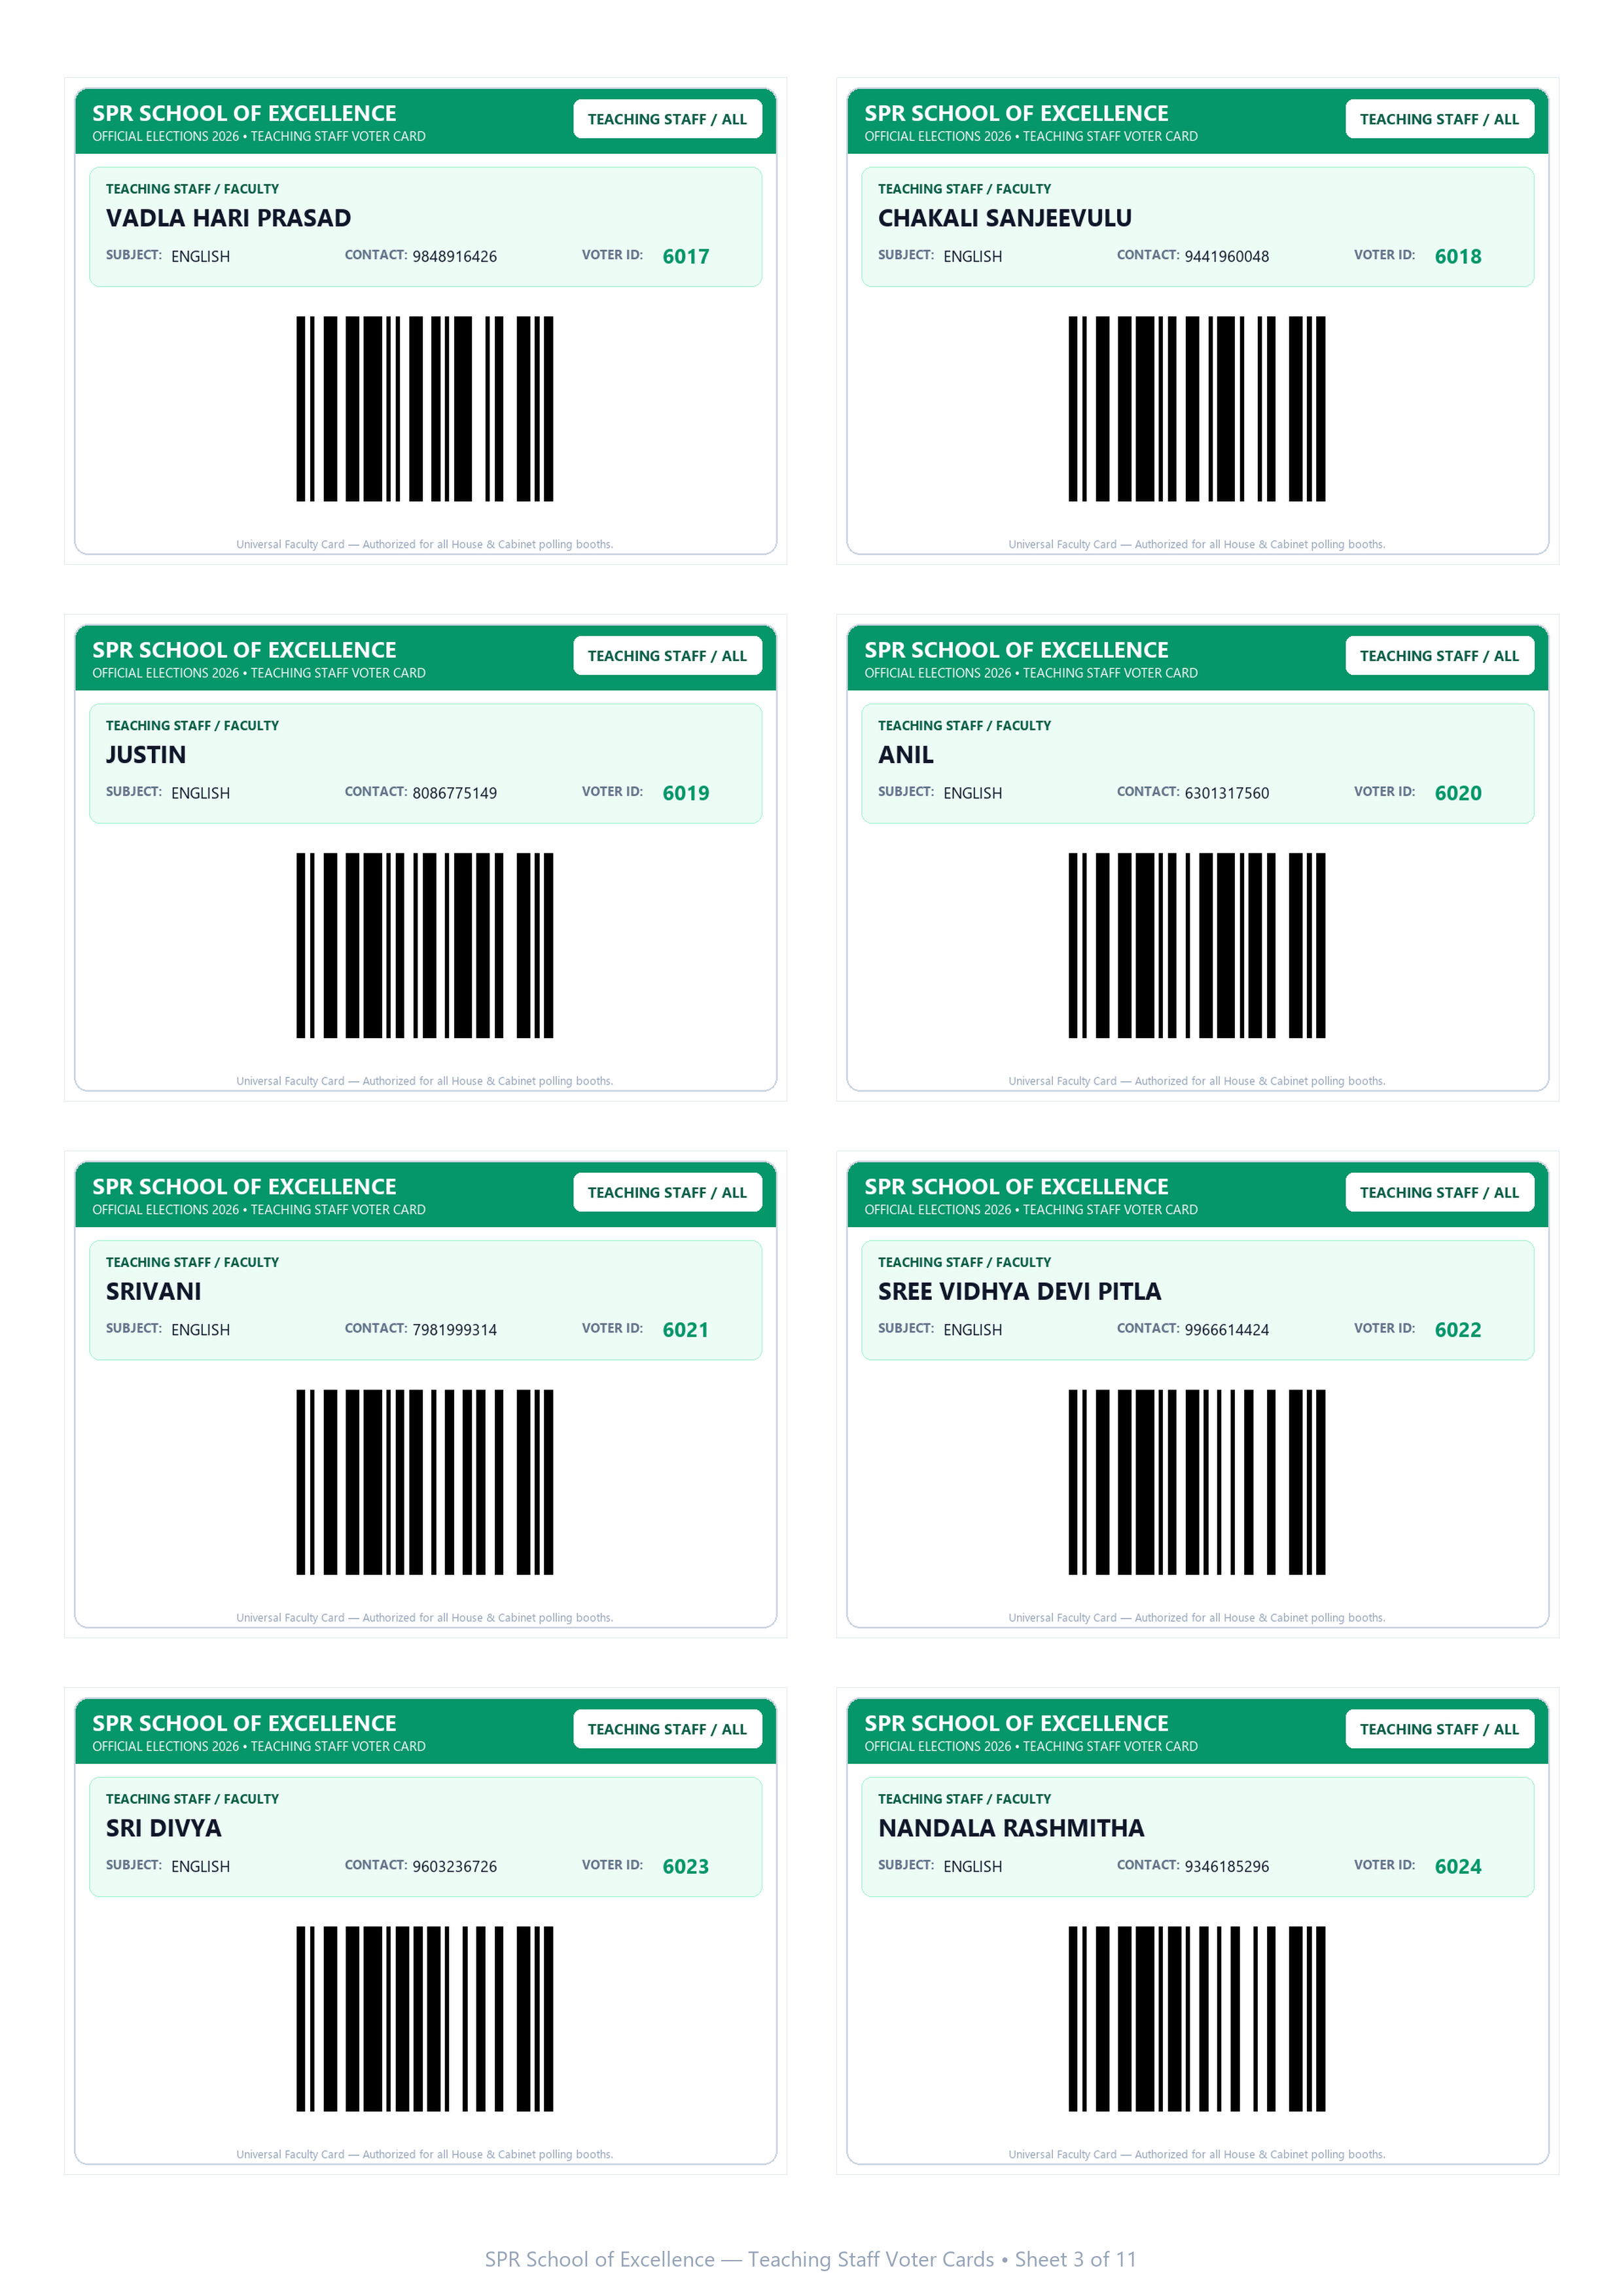 SPR SCHOOL OF EXCELLENCE
OFFICIAL ELECTIONS 2026 • TEACHING STAFF VOTER CARD
TEACHING STAFF / ALL
TEACHING STAFF / FACULTY
VADLA HARI PRASAD
SUBJECT: ENGLISH CONTACT: 9848916426 VOTER ID: 6017
Universal Faculty Card — Authorized for all House & Cabinet polling booths.
SPR SCHOOL OF EXCELLENCE
OFFICIAL ELECTIONS 2026 • TEACHING STAFF VOTER CARD
TEACHING STAFF / ALL
TEACHING STAFF / FACULTY
CHAKALI SANJEEVULU
SUBJECT: ENGLISH CONTACT: 9441960048 VOTER ID: 6018
Universal Faculty Card — Authorized for all House & Cabinet polling booths.
SPR SCHOOL OF EXCELLENCE
OFFICIAL ELECTIONS 2026 • TEACHING STAFF VOTER CARD
TEACHING STAFF / ALL
TEACHING STAFF / FACULTY
JUSTIN
SUBJECT: ENGLISH CONTACT: 8086775149 VOTER ID: 6019
Universal Faculty Card — Authorized for all House & Cabinet polling booths.
SPR SCHOOL OF EXCELLENCE
OFFICIAL ELECTIONS 2026 • TEACHING STAFF VOTER CARD
TEACHING STAFF / ALL
TEACHING STAFF / FACULTY
ANIL
SUBJECT: ENGLISH CONTACT: 6301317560 VOTER ID: 6020
Universal Faculty Card — Authorized for all House & Cabinet polling booths.
SPR SCHOOL OF EXCELLENCE
OFFICIAL ELECTIONS 2026 • TEACHING STAFF VOTER CARD
TEACHING STAFF / ALL
TEACHING STAFF / FACULTY
SRIVANI
SUBJECT: ENGLISH CONTACT: 7981999314 VOTER ID: 6021
Universal Faculty Card — Authorized for all House & Cabinet polling booths.
SPR SCHOOL OF EXCELLENCE
OFFICIAL ELECTIONS 2026 • TEACHING STAFF VOTER CARD
TEACHING STAFF / ALL
TEACHING STAFF / FACULTY
SREE VIDHYA DEVI PITLA
SUBJECT: ENGLISH CONTACT: 9966614424 VOTER ID: 6022
Universal Faculty Card — Authorized for all House & Cabinet polling booths.
SPR SCHOOL OF EXCELLENCE
OFFICIAL ELECTIONS 2026 • TEACHING STAFF VOTER CARD
TEACHING STAFF / ALL
TEACHING STAFF / FACULTY
SRI DIVYA
SUBJECT: ENGLISH CONTACT: 9603236726 VOTER ID: 6023
Universal Faculty Card — Authorized for all House & Cabinet polling booths.
SPR SCHOOL OF EXCELLENCE
OFFICIAL ELECTIONS 2026 • TEACHING STAFF VOTER CARD
TEACHING STAFF / ALL
TEACHING STAFF / FACULTY
NANDALA RASHMITHA
SUBJECT: ENGLISH CONTACT: 9346185296 VOTER ID: 6024
Universal Faculty Card — Authorized for all House & Cabinet polling booths.
SPR School of Excellence — Teaching Staff Voter Cards • Sheet 3 of 11